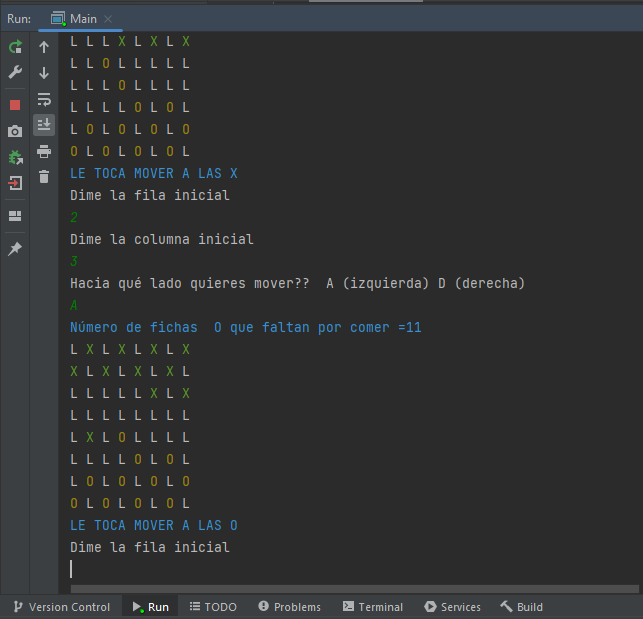 Run: Main
L L L X L X L X
L L O L L L L L
L L L O L L L L
L L L L O L O L
L O L O L O L O
O L O L O L O L
LE TOCA MOVER A LAS X
Dime la fila inicial
2
Dime la columna inicial
3
Hacia qué lado quieres mover??  A (izquierda) D (derecha)
A
Número de fichas  O que faltan por comer =11
L X L X L X L X
X L X L X L X L
L L L L L X L X
L L L L L L L L
L X L O L L L L
L L L L O L O L
L O L O L O L O
O L O L O L O L
LE TOCA MOVER A LAS O
Dime la fila inicial
Version Control Run TODO Problems Terminal Services Build